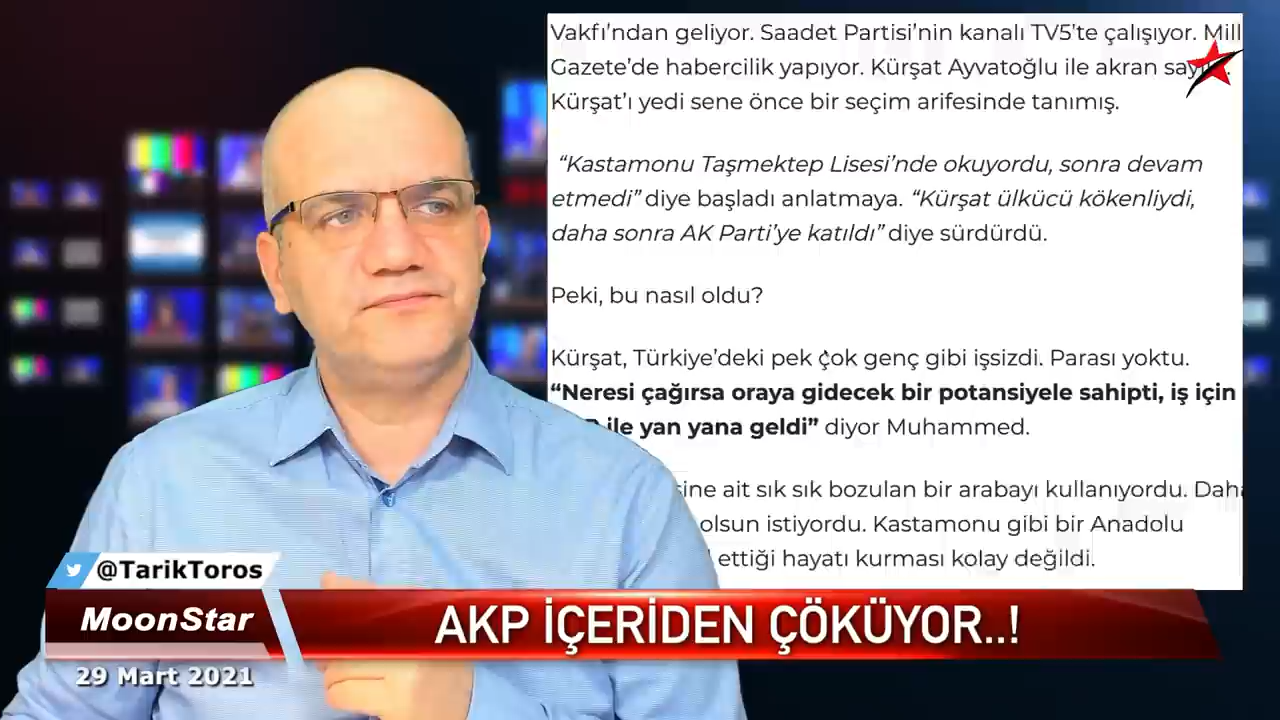 Vakfı’ndan geliyor. Saadet Partisi’nin kanalı TV5’te çalışıyor. Mill
Gazete’de habercilik yapıyor. Kürşat Ayvatoğlu ile akran
Kürşat’ı yedi sene önce bir seçim arifesinde tanımış.
“Kastamonu Taşmektep Lisesi’nde okuyordu, sonra devam
etmedi” diye başladı anlatmaya. “Kürşat ülkücü kökenliydi,
daha sonra AK Parti’ye katıldı” diye sürdürdü.
Peki, bu nasıl oldu?
Kürşat, Türkiye’deki pek çok genç gibi işsizdi. Parası yoktu.
“Neresi çağırsa oraya gidecek bir potansiyele sahipti, iş için
ile yan yana geldi” diyor Muhammed.
sine ait sık sık bozulan bir arabayı kullanıyordu. Daha
olsun istiyordu. Kastamonu gibi bir Anadolu
ettiği hayatı kurması kolay değildi.
@TarikToros
MoonStar
AKP İÇERİDEN ÇÖKÜYOR..!
29 Mart 2021